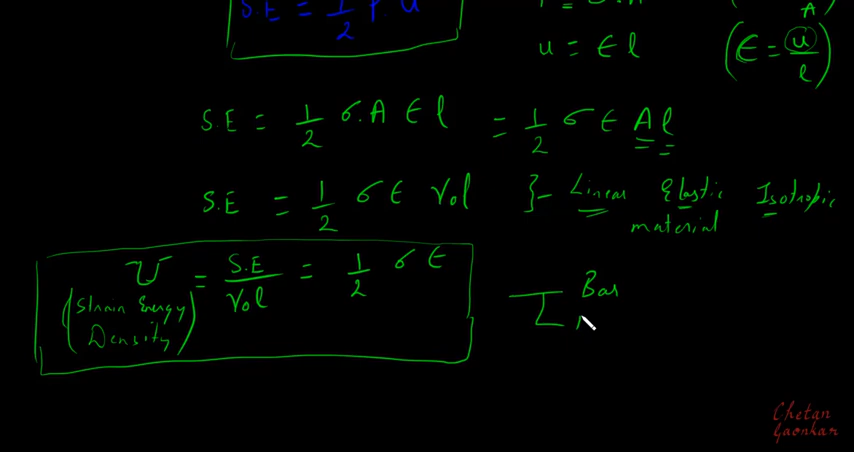 S.E = 1/2 P u
A
u = ϵ l (ϵ = u/l)
S.E = 1/2 σ.A ϵ l = 1/2 σ ϵ A l
S.E = 1/2 σ ϵ Vol }- Linear Elastic Isotropic
material
U = S.E/Vol = 1/2 σ ϵ
(Strain Energy
Density)
Bar
Chetan
Gaonkar